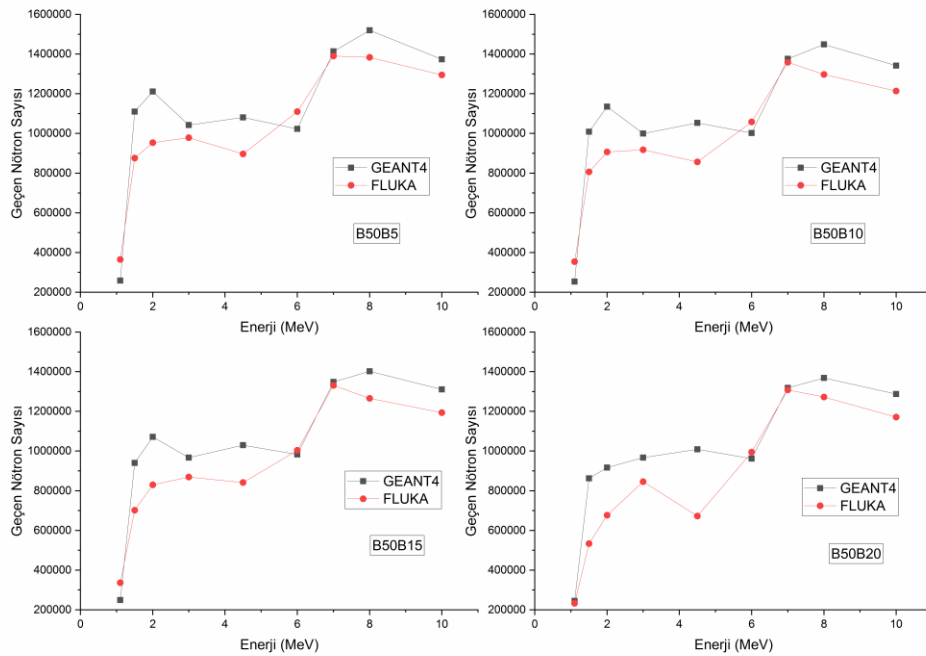 1600000
1400000
1200000
1000000
800000
600000
400000
200000
Geçen Nötron Sayısı
GEANT4
FLUKA
B50B5
0 2 4 6 8 10
Enerji (MeV)
1600000
1400000
1200000
1000000
800000
600000
400000
200000
Geçen Nötron Sayısı
GEANT4
FLUKA
B50B10
0 2 4 6 8 10
Enerji (MeV)
1600000
1400000
1200000
1000000
800000
600000
400000
200000
Geçen Nötron Sayısı
GEANT4
FLUKA
B50B15
0 2 4 6 8 10
Enerji (MeV)
1600000
1400000
1200000
1000000
800000
600000
400000
200000
Geçen Nötron Sayısı
GEANT4
FLUKA
B50B20
0 2 4 6 8 10
Enerji (MeV)